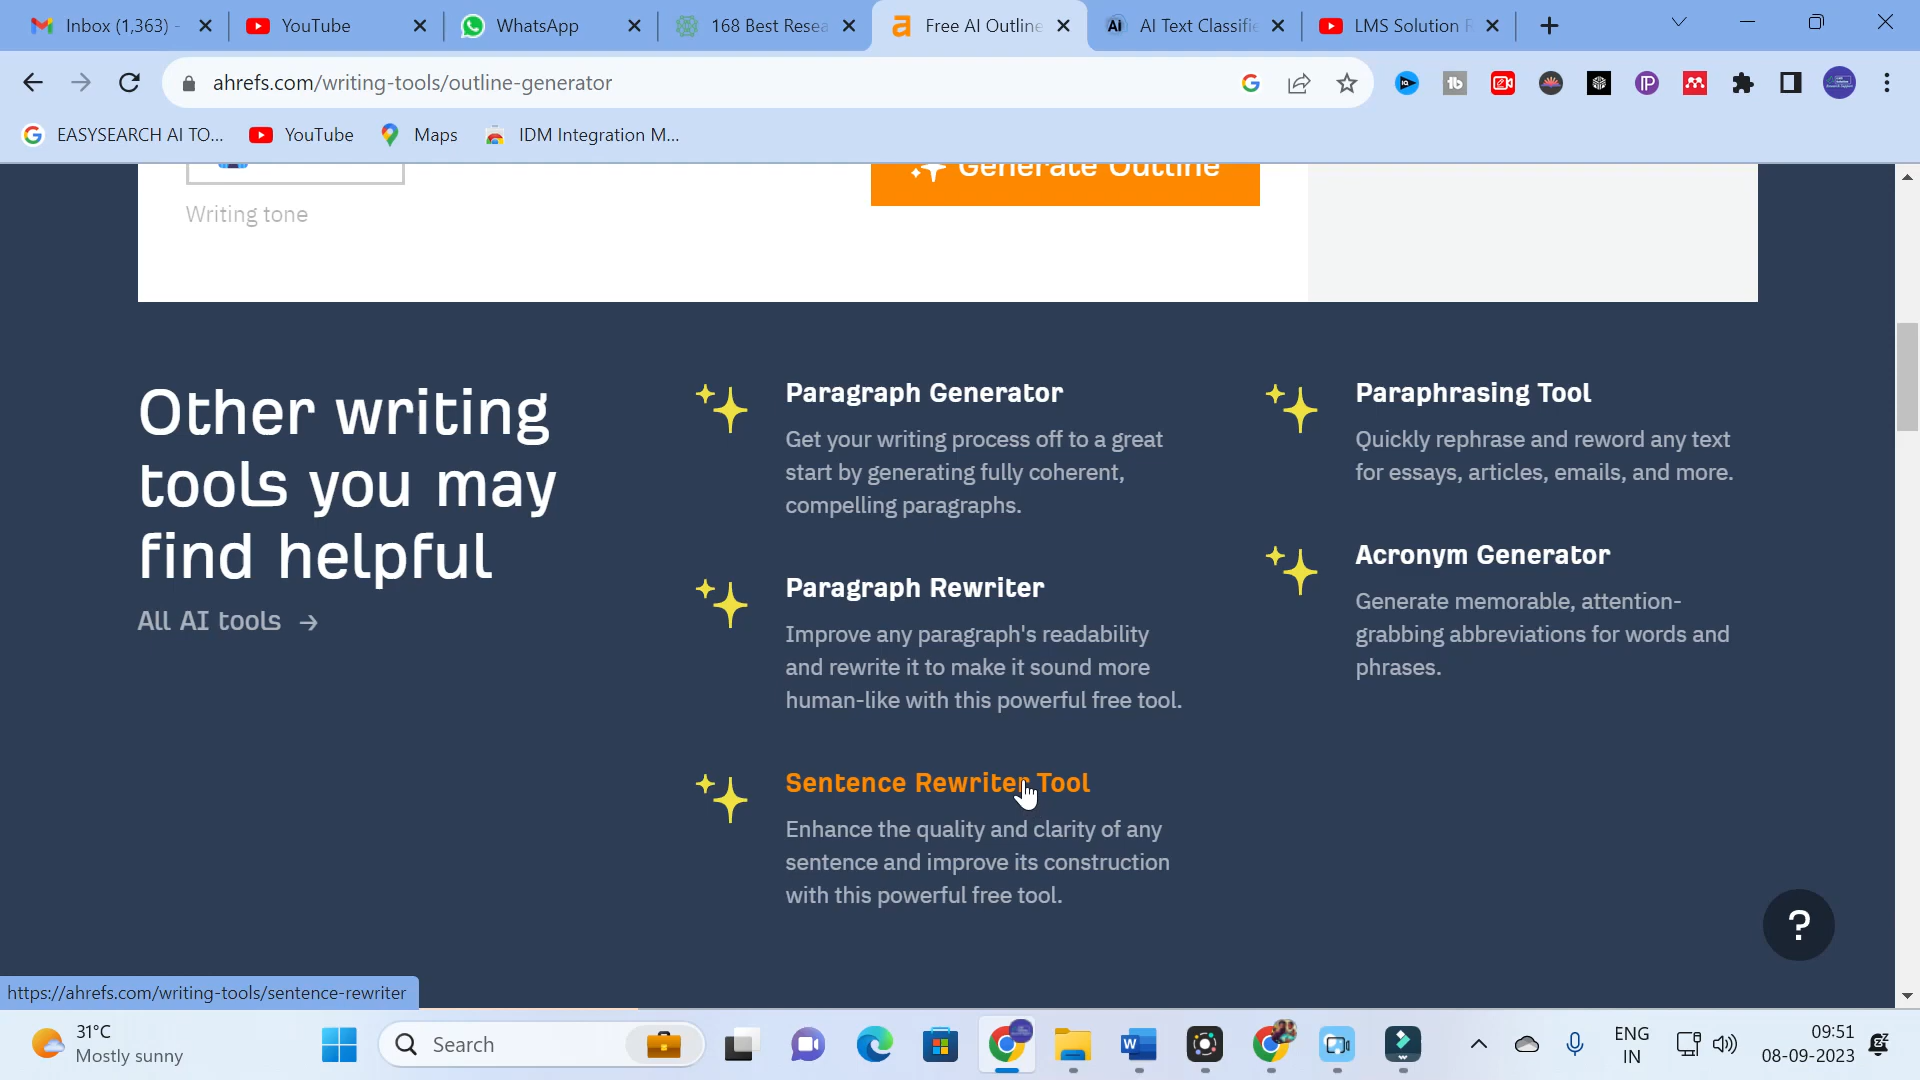 Inbox (1,363) -
YouTube
WhatsApp
168 Best Resea
Free AI Outline
AI Text Classifie
LMS Solution R
ahrefs.com/writing-tools/outline-generator
EASYSEARCH AI TO...
YouTube
Maps
IDM Integration M...
Generate Outline
Writing tone
Other writing
tools you may
find helpful
All AI tools →
Paragraph Generator
Get your writing process off to a great
start by generating fully coherent,
compelling paragraphs.
Paragraph Rewriter
Improve any paragraph's readability
and rewrite it to make it sound more
human-like with this powerful free tool.
Sentence Rewriter Tool
Enhance the quality and clarity of any
sentence and improve its construction
with this powerful free tool.
Paraphrasing Tool
Quickly rephrase and reword any text
for essays, articles, emails, and more.
Acronym Generator
Generate memorable, attention-
grabbing abbreviations for words and
phrases.
?
https://ahrefs.com/writing-tools/sentence-rewriter
31°C
Mostly sunny
Search
ENG
IN
09:51
08-09-2023